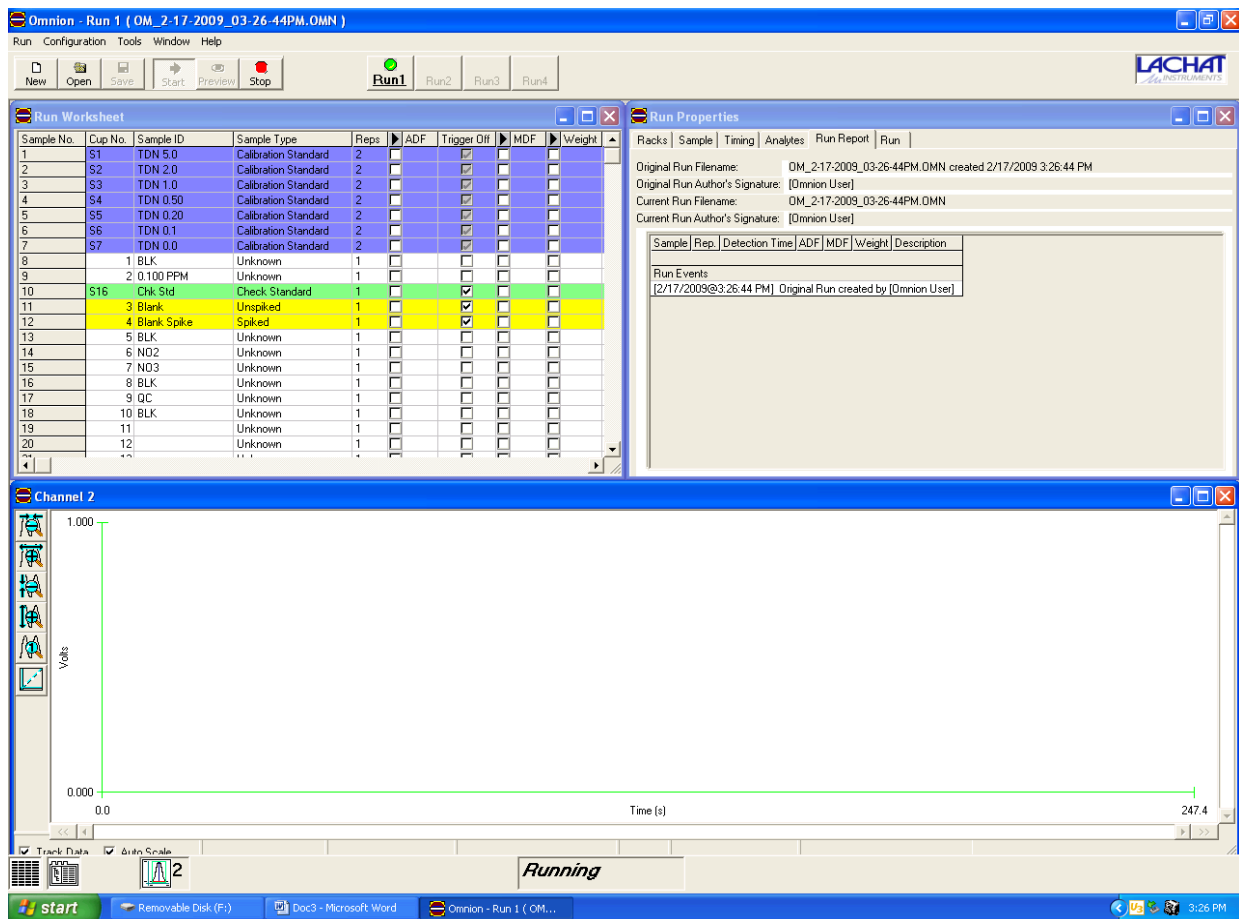 Omnion - Run 1 ( OM_2-17-2009_03-26-44PM.OMN )
Run Configuration Tools Window Help
New Open Save Start Preview Stop Run1 Run2 Run3 Run4
LACHAT
INSTRUMENTS
Run Worksheet
Sample No. Cup No. Sample ID Sample Type Reps ADF Trigger Off MDF Weight
1 S1 TDN 5.0 Calibration Standard 2
2 S2 TDN 2.0 Calibration Standard 2
3 S3 TDN 1.0 Calibration Standard 2
4 S4 TDN 0.50 Calibration Standard 2
5 S5 TDN 0.20 Calibration Standard 2
6 S6 TDN 0.1 Calibration Standard 2
7 S7 TDN 0.0 Calibration Standard 2
8 1 BLK Unknown 1
9 2 0.100 PPM Unknown 1
10 S16 Chk Std Check Standard 1
11 3 Blank Unspiked 1
12 4 Blank Spike Spiked 1
13 5 BLK Unknown 1
14 6 NO2 Unknown 1
15 7 NO3 Unknown 1
16 8 BLK Unknown 1
17 9 QC Unknown 1
18 10 BLK Unknown 1
19 11 Unknown 1
20 12 Unknown 1
Run Properties
Racks Sample Timing Analytes Run Report Run
Original Run Filename: OM_2-17-2009_03-26-44PM.OMN created 2/17/2009 3:26:44 PM
Original Run Author's Signature: [Omnion User]
Current Run Filename: OM_2-17-2009_03-26-44PM.OMN
Current Run Author's Signature: [Omnion User]
Sample Rep. Detection Time ADF MDF Weight Description
Run Events
[2/17/2009@3:26:44 PM] Original Run created by [Omnion User]
Channel 2
1.000
Volts
0.000
0.0 Time (s) 247.4
Track Data Auto Scale
2 Running
start Removable Disk (F:) Doc3 - Microsoft Word Omnion - Run 1 ( OM... 3:26 PM